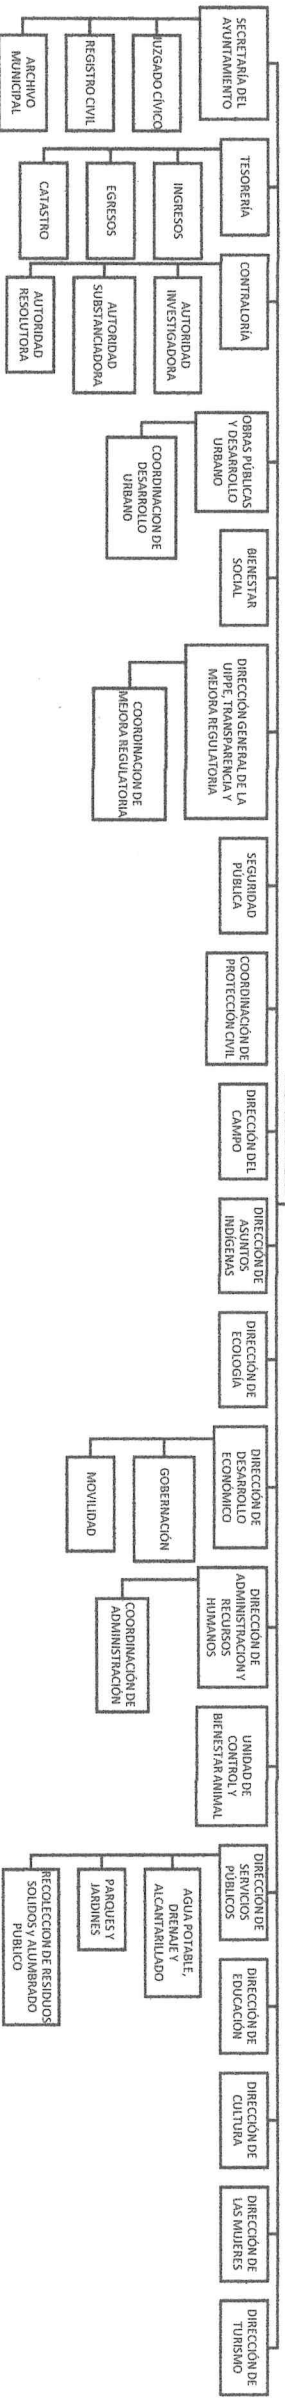 SECRETARÍA DEL
AYUNTAMIENTO
JUZGADO CÍVICO
REGISTRO CIVIL
ARCHIVO
MUNICIPAL
TESORERÍA
INGRESOS
EGRESOS
CATASTRO
CONTRALORÍA
AUTORIDAD
INVESTIGADORA
AUTORIDAD
SUBSTANCIADORA
AUTORIDAD
RESOLUTORA
OBRAS PÚBLICAS
Y DESARROLLO
URBANO
COORDINACION DE
DESARROLLO
URBANO
BIENESTAR
SOCIAL
DIRECCIÓN GENERAL DE LA
UIPPE, TRANSPARENCIA Y
MEJORA REGULATORIA
COORDINACION DE
MEJORA REGULATORIA
SEGURIDAD
PÚBLICA
COORDINACIÓN DE
PROTECCIÓN CIVIL
DIRECCIÓN DEL
CAMPO
DIRECCIÓN DE
ASUNTOS
INDÍGENAS
DIRECCIÓN DE
ECOLOGÍA
DIRECCIÓN DE
DESARROLLO
ECONÓMICO
GOBERNACIÓN
MOVILIDAD
DIRECCIÓN DE
ADMINISTRACION Y
RECURSOS
HUMANOS
COORDINACIÓN DE
ADMINISTRACIÓN
UNIDAD DE
CONTROL Y
BIENESTAR ANIMAL
DIRECCIÓN DE
SERVICIOS
PÚBLICOS
AGUA POTABLE,
DRENAJE Y
ALCANTARILLADO
PARQUES Y
JARDINES
RECOLECCION DE RESIDUOS
SOLIDOS y ALUMBRADO
PUBLICO
DIRECCIÓN DE
EDUCACIÓN
DIRECCIÓN DE
CULTURA
DIRECCIÓN DE
LAS MUJERES
DIRECCIÓN DE
TURISMO